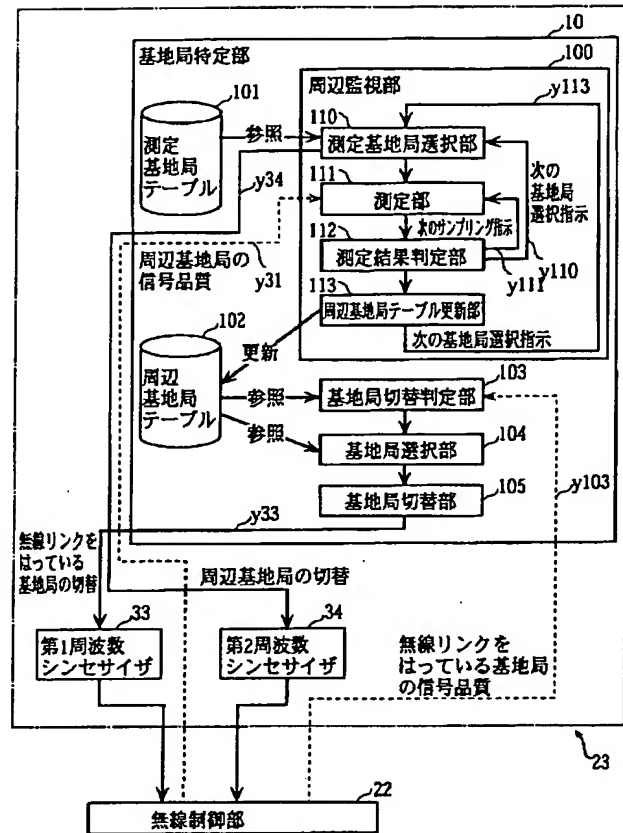 10
基地局特定部
100
周辺監視部
101
測定
基地局
テーブル
参照
y113
110
測定基地局選択部
y34
111
測定部
次の
基地局
選択指示
次のサンプリング指示
112
測定結果判定部
y111
y110
周辺基地局の
信号品質
y31
113
周辺基地局テーブル更新部
次の基地局選択指示
102
更新
周辺
基地局
テーブル
参照
103
基地局切替判定部
参照
104
基地局選択部
105
基地局切替部
y103
y33
無線リンクを
はっている
基地局の切替
周辺基地局の切替
33
第1周波数
シンセサイザ
34
第2周波数
シンセサイザ
無線リンクを
はっている基地局
の信号品質
23
22
無線制御部